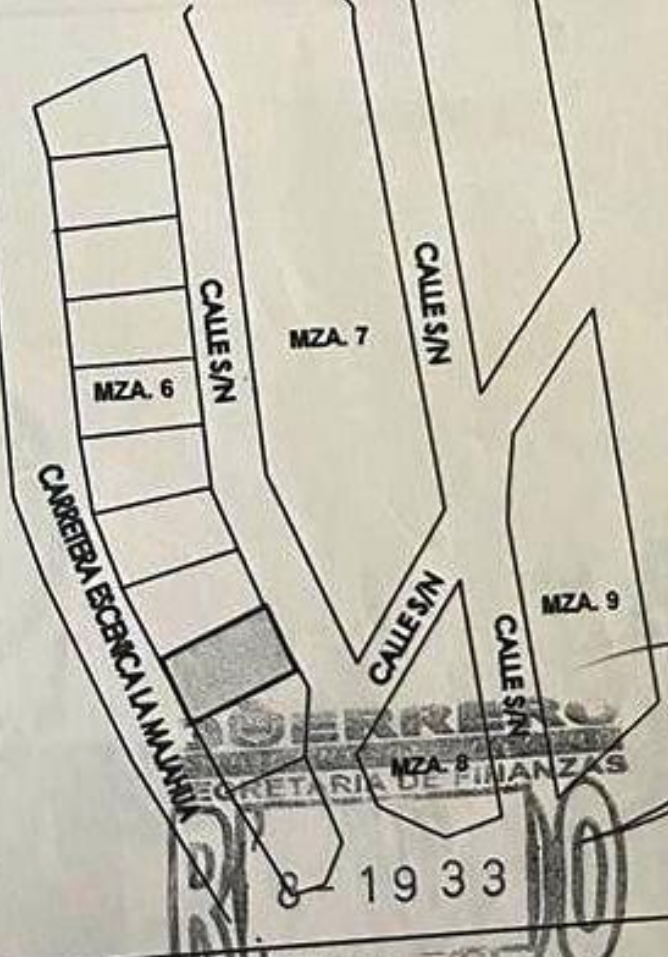 CALLE S/N
CALLE S/N
MZA. 7
MZA. 6
CARRETERA ESCENICA LA MAJAHUA
CALLE S/N
MZA. 9
CALLE S/N
GUERRERO
MZA. 8
SECRETARIA DE FINANZAS
8 - 1933